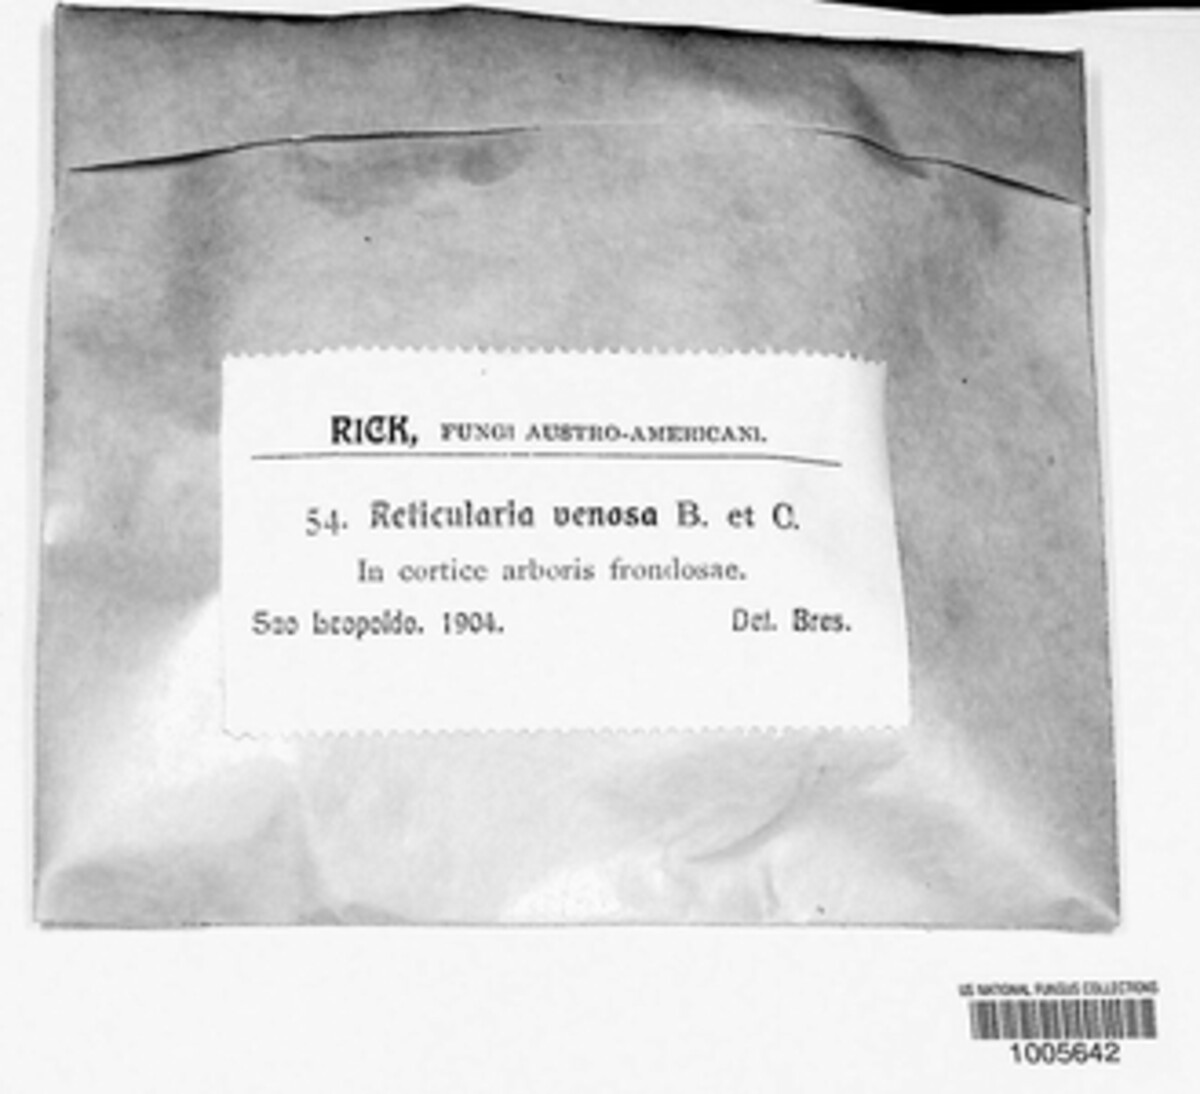 RICK, FUNGI AUSTRO-AMERICANI.
54. Reticularia venosa B. et C.
In cortice arboris frondosae.
Sao Leopoldo. 1904. Det. Bres.
US NATIONAL FUNGUS COLLECTIONS
1005642